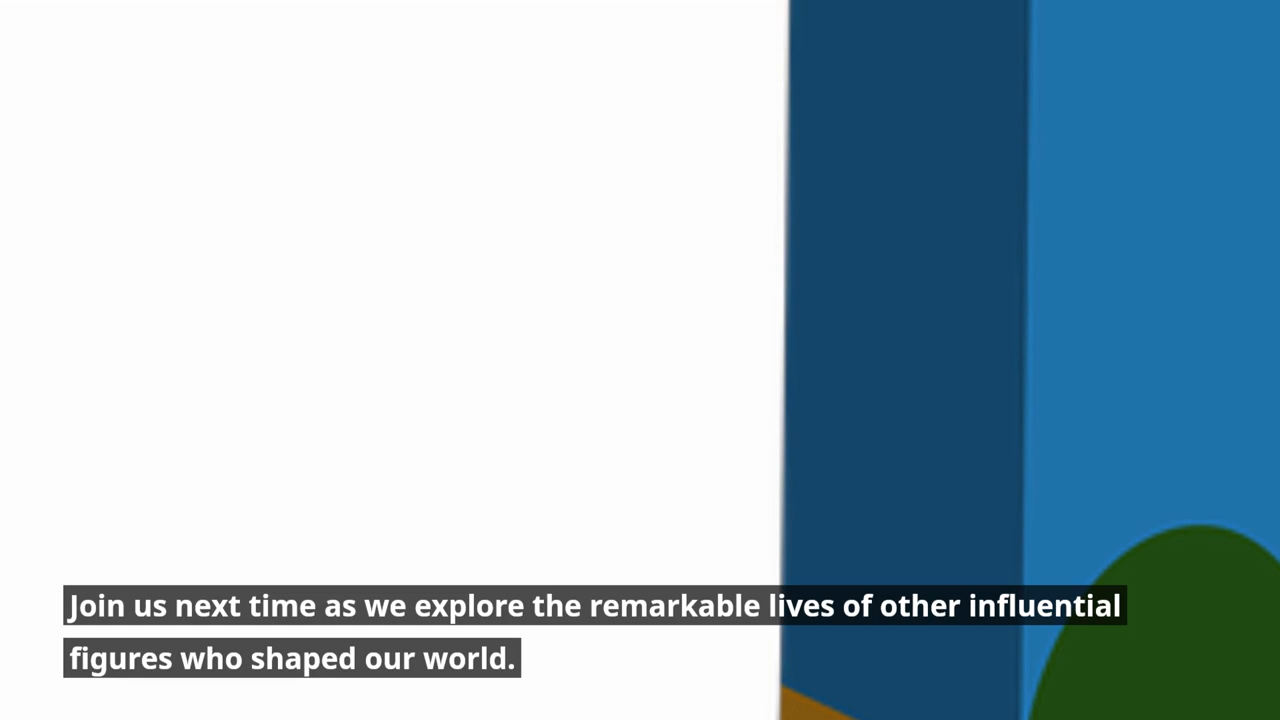 Join us next time as we explore the remarkable lives of other influential
figures who shaped our world.